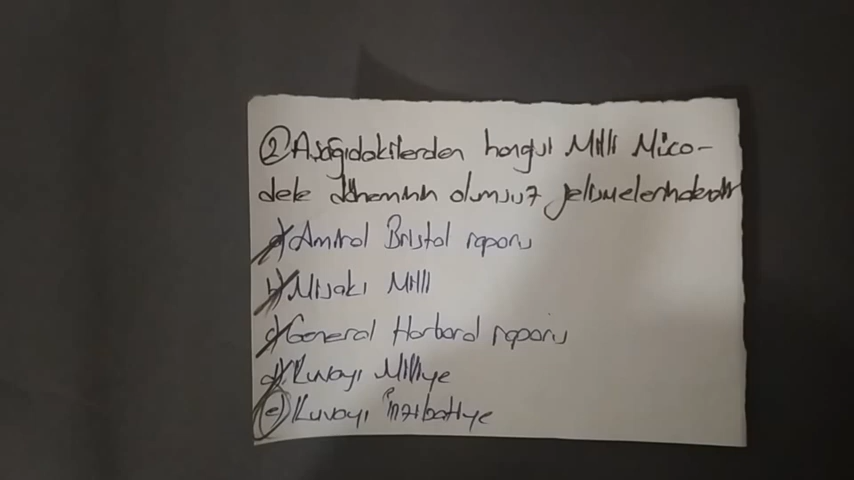 ② Aşağıdakilerden hangisi Milli Müca-
dele döneminin olumsuz gelişmelerindendir
a) Amiral Bristol raporu
b) Misakı Milli
c) General Harbord raporu
d) Kuvayı Milliye
e) Kuvayı İnzibatiye